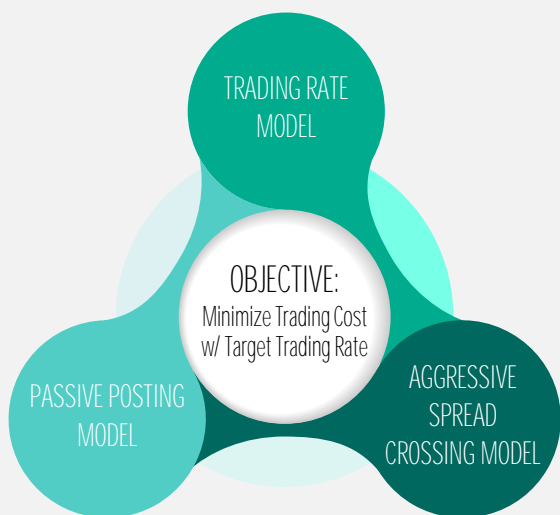 TRADING RATE
MODEL
OBJECTIVE:
Minimize Trading Cost
w/ Target Trading Rate
PASSIVE POSTING
MODEL
AGGRESSIVE
SPREAD
CROSSING MODEL